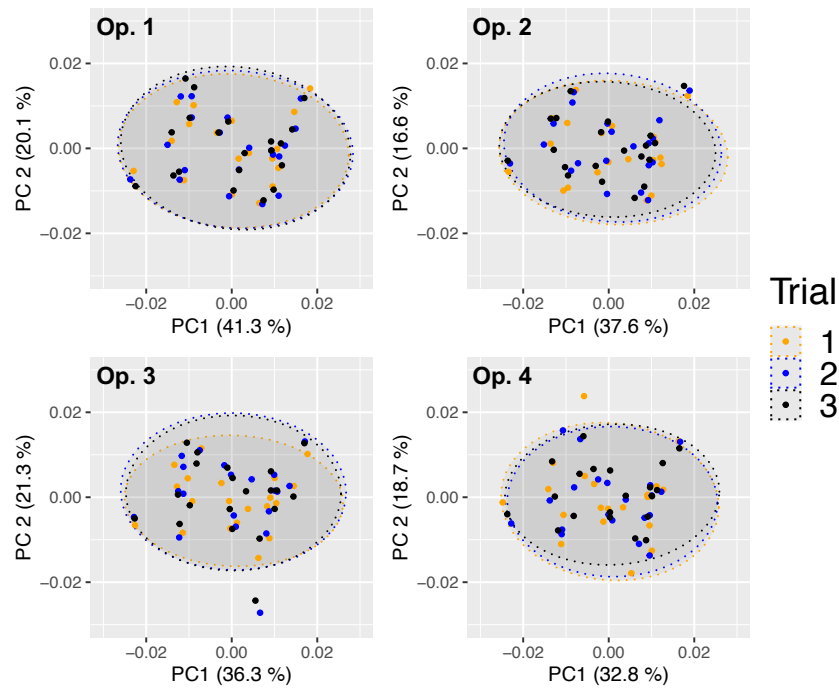 Op. 1
0.02
0.00
−0.02
PC 2 (20.1 %)
−0.02 0.00 0.02
PC1 (41.3 %)
Op. 2
0.02
0.00
−0.02
PC 2 (16.6 %)
−0.02 0.00 0.02
PC1 (37.6 %)
Op. 3
0.02
0.00
−0.02
PC 2 (21.3 %)
−0.02 0.00 0.02
PC1 (36.3 %)
Op. 4
0.02
0.00
−0.02
PC 2 (18.7 %)
−0.02 0.00 0.02
PC1 (32.8 %)
Trial
1
2
3